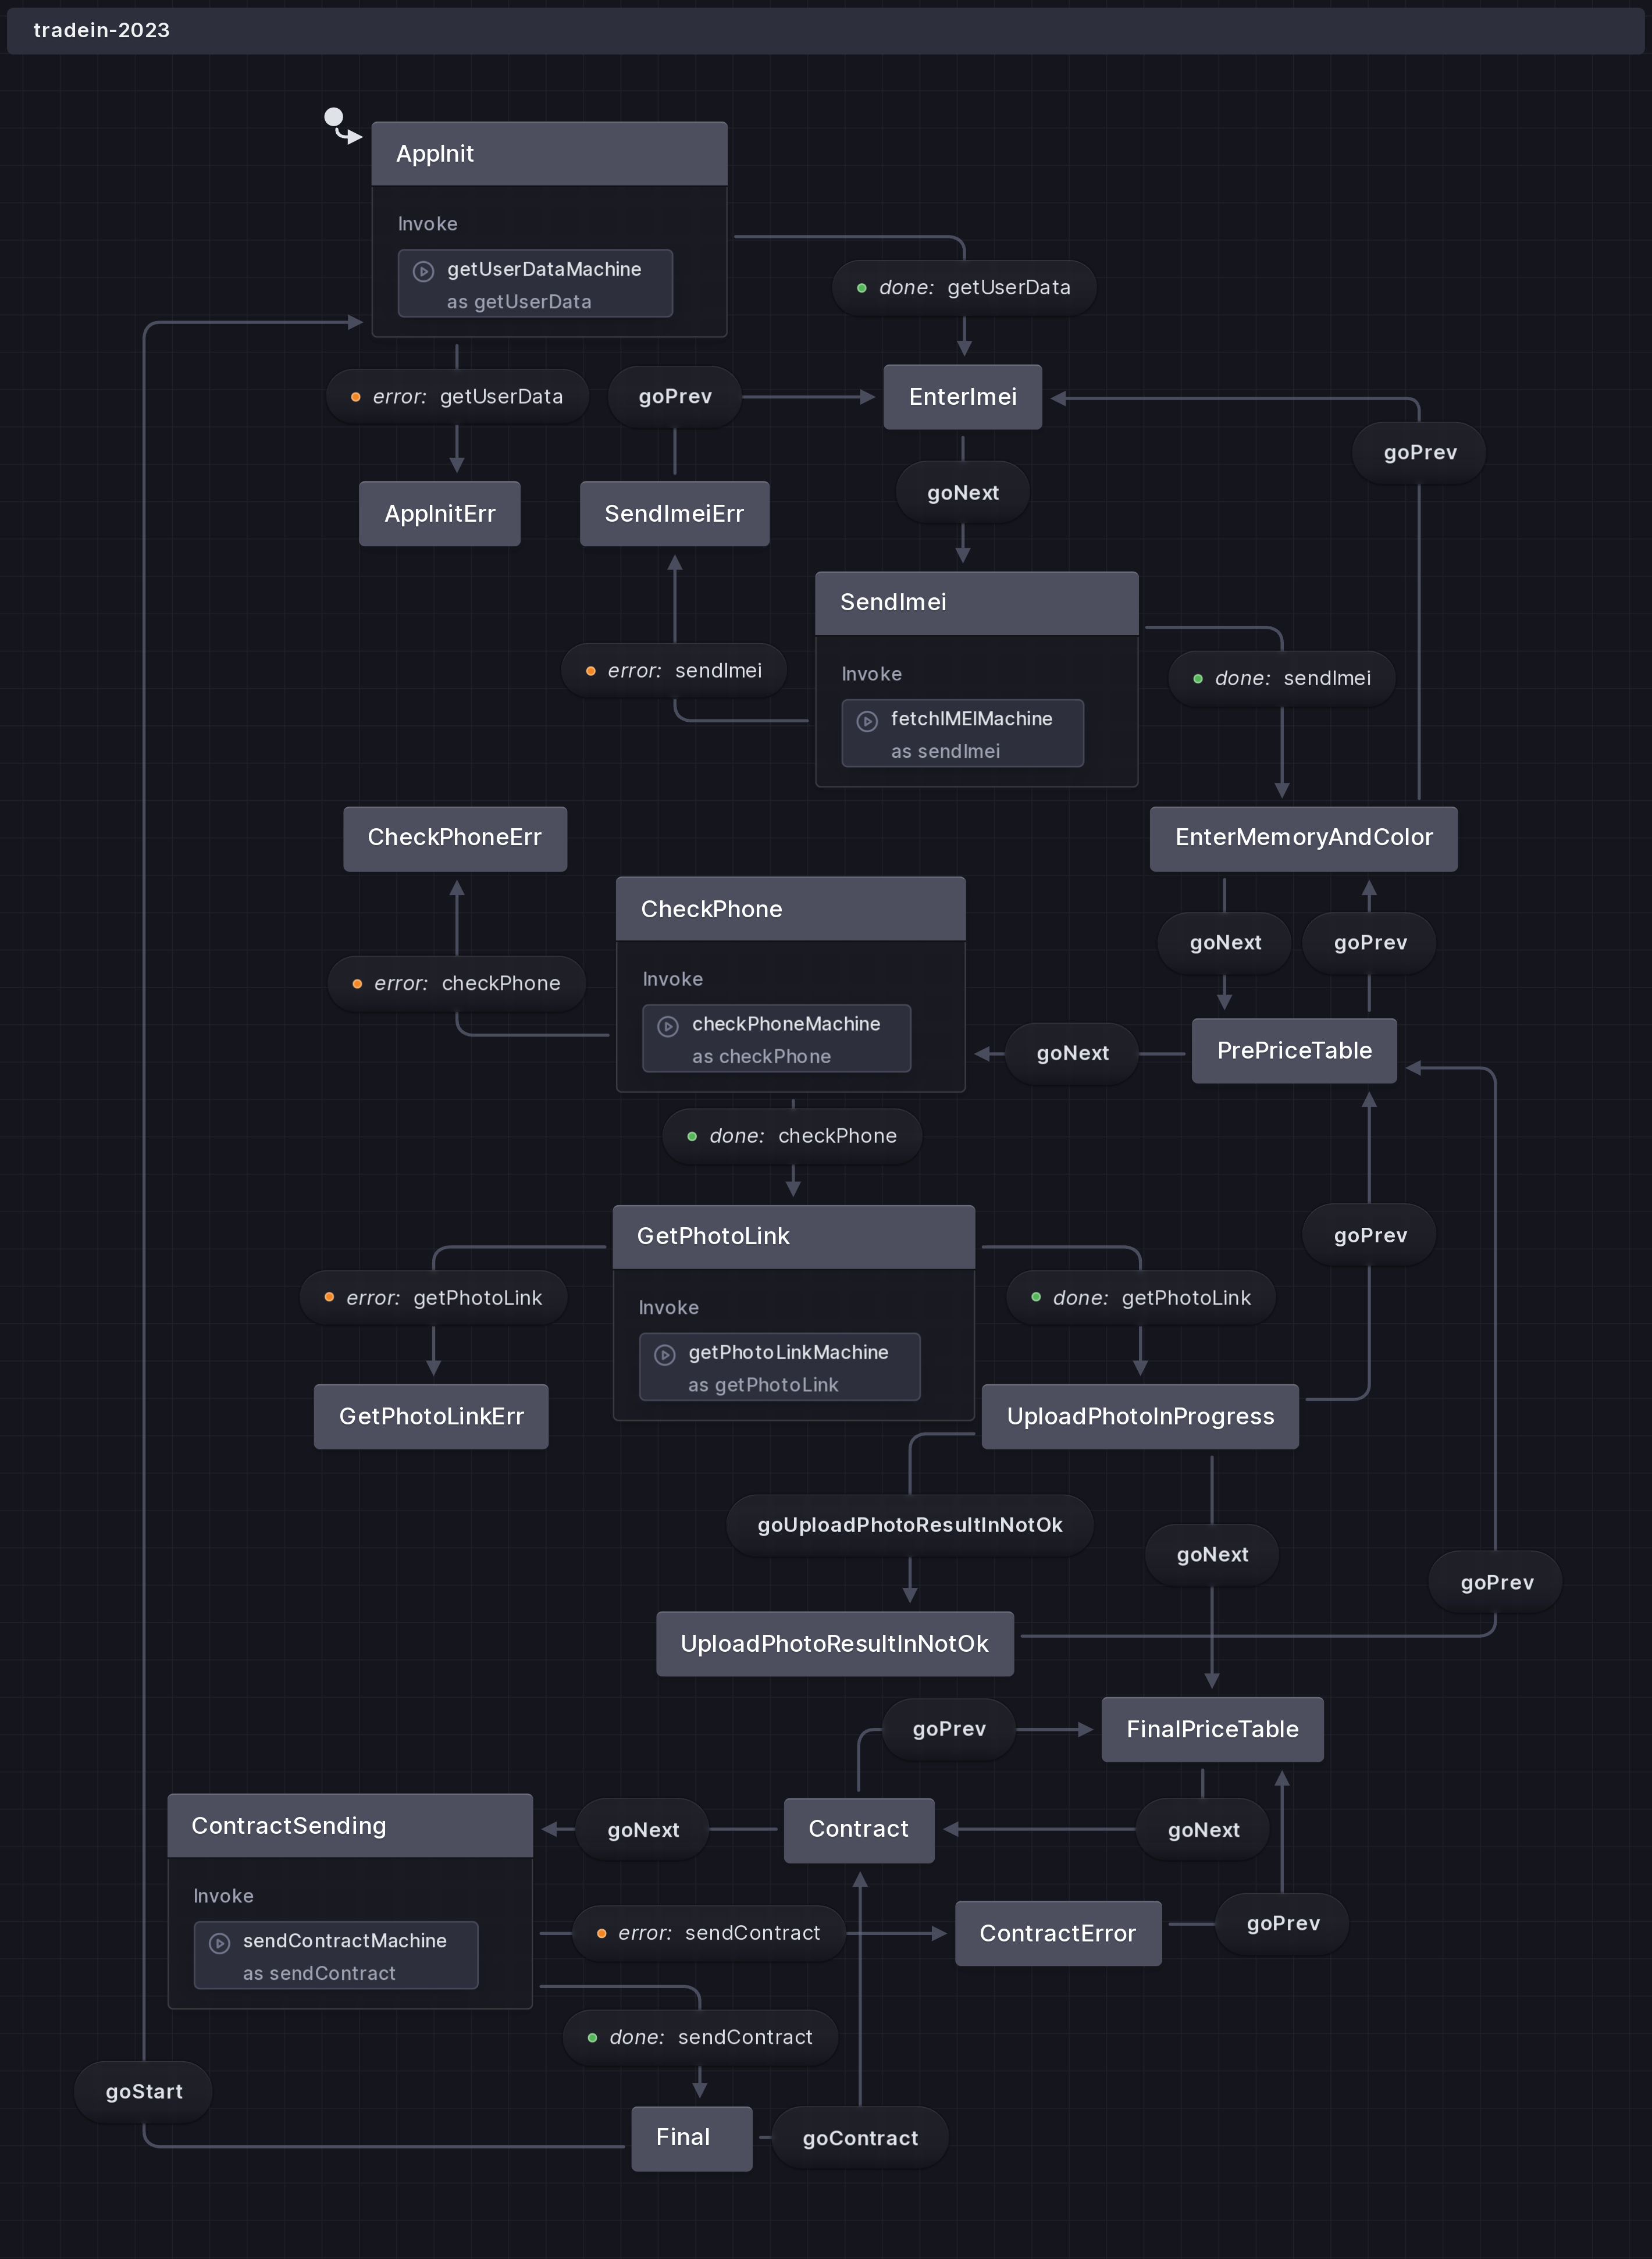 tradein-2023
AppInit
Invoke
getUserDataMachine
as getUserData
done: getUserData
error: getUserData
goPrev
EnterImei
goPrev
goNext
AppInitErr
SendImeiErr
SendImei
error: sendImei
Invoke
done: sendImei
fetchIMEIMachine
as sendImei
CheckPhoneErr
EnterMemoryAndColor
CheckPhone
goNext
goPrev
error: checkPhone
Invoke
checkPhoneMachine
as checkPhone
goNext
PrePriceTable
done: checkPhone
GetPhotoLink
goPrev
error: getPhotoLink
Invoke
done: getPhotoLink
getPhotoLinkMachine
as getPhotoLink
GetPhotoLinkErr
UploadPhotoInProgress
goUploadPhotoResultInNotOk
goNext
goPrev
UploadPhotoResultInNotOk
goPrev
FinalPriceTable
ContractSending
goNext
Contract
goNext
Invoke
sendContractMachine
as sendContract
error: sendContract
ContractError
goPrev
done: sendContract
goStart
Final
goContract